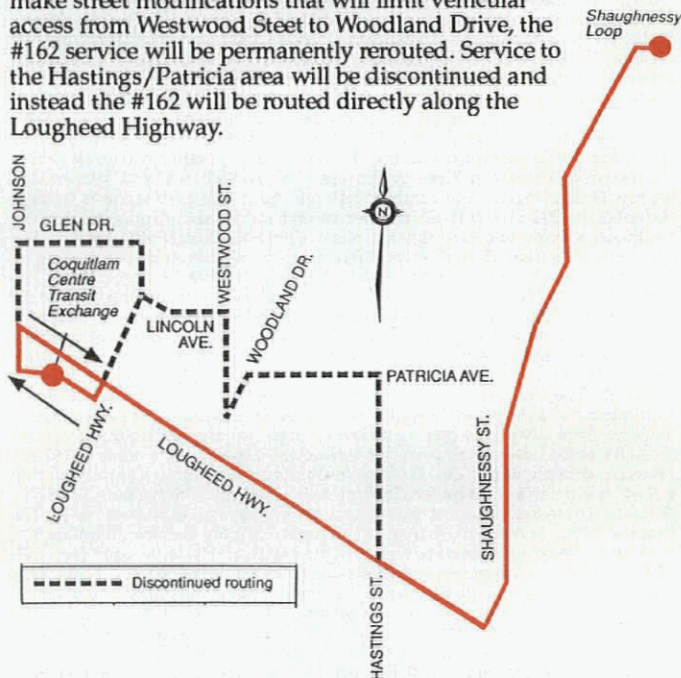 make street modifications that will limit vehicular
access from Westwood Steet to Woodland Drive, the
#162 service will be permanently rerouted. Service to
the Hastings/Patricia area will be discontinued and
instead the #162 will be routed directly along the
Lougheed Highway.
Shaughnessy
Loop
JOHNSON
GLEN DR.
WESTWOOD ST.
N
Coquitlam
Centre
Transit
Exchange
LINCOLN
AVE.
WOODLAND DR.
PATRICIA AVE.
LOUGHEED HWY.
LOUGHEED HWY.
SHAUGHNESSY ST.
Discontinued routing
HASTINGS ST.